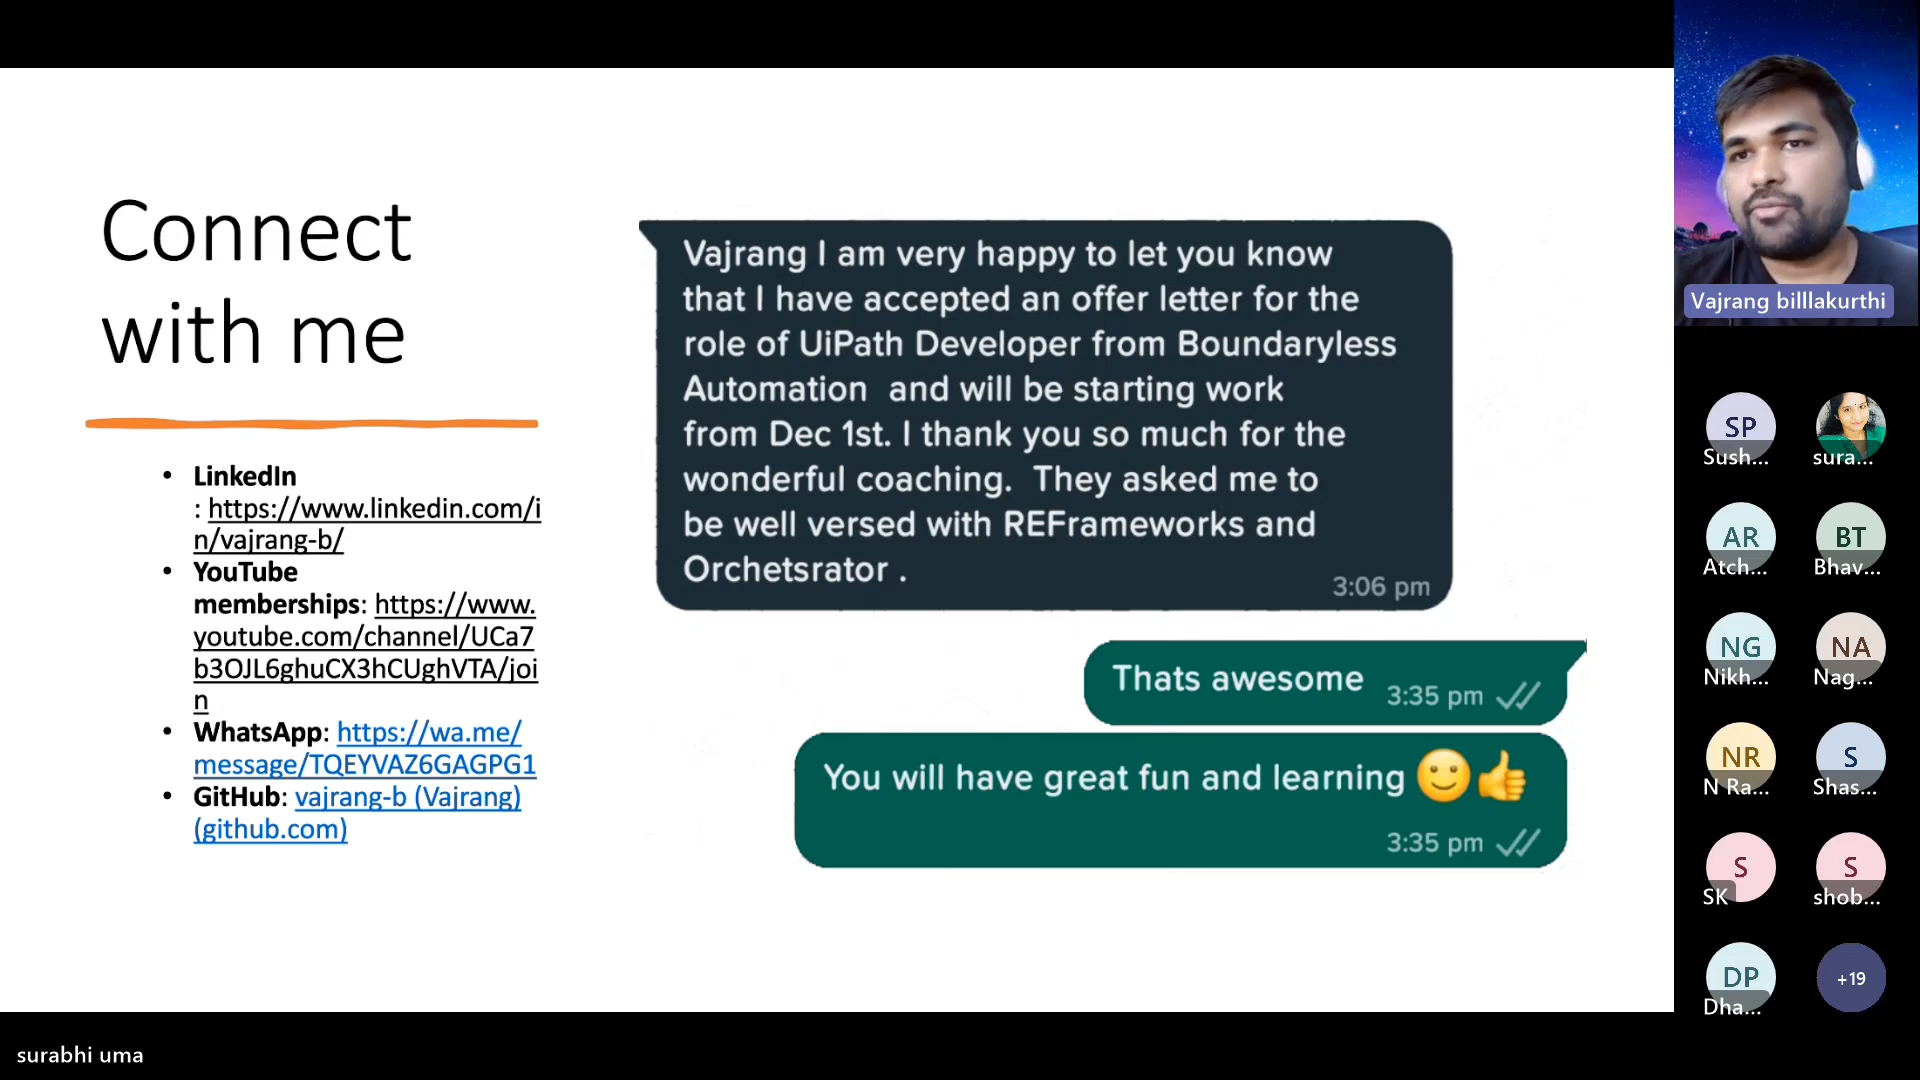 Connect
with me
• LinkedIn
: https://www.linkedin.com/i
n/vajrang-b/
• YouTube
memberships: https://www.
youtube.com/channel/UCa7
b3OJL6ghuCX3hCUghVTA/joi
n
• WhatsApp: https://wa.me/
message/TQEYVAZ6GAGPG1
• GitHub: vajrang-b (Vajrang)
(github.com)
Vajrang I am very happy to let you know
that I have accepted an offer letter for the
role of UiPath Developer from Boundaryless
Automation and will be starting work
from Dec 1st. I thank you so much for the
wonderful coaching. They asked me to
be well versed with REFrameworks and
Orchetsrator .
3:06 pm
Thats awesome 3:35 pm
You will have great fun and learning 🙂👍
3:35 pm
Vajrang billlakurthi
SP
Sush...
sura...
AR
Atch...
BT
Bhav...
NG
Nikh...
NA
Nag...
NR
N Ra...
S
Shas...
S
SK
S
shob...
DP
Dha...
+19
surabhi uma